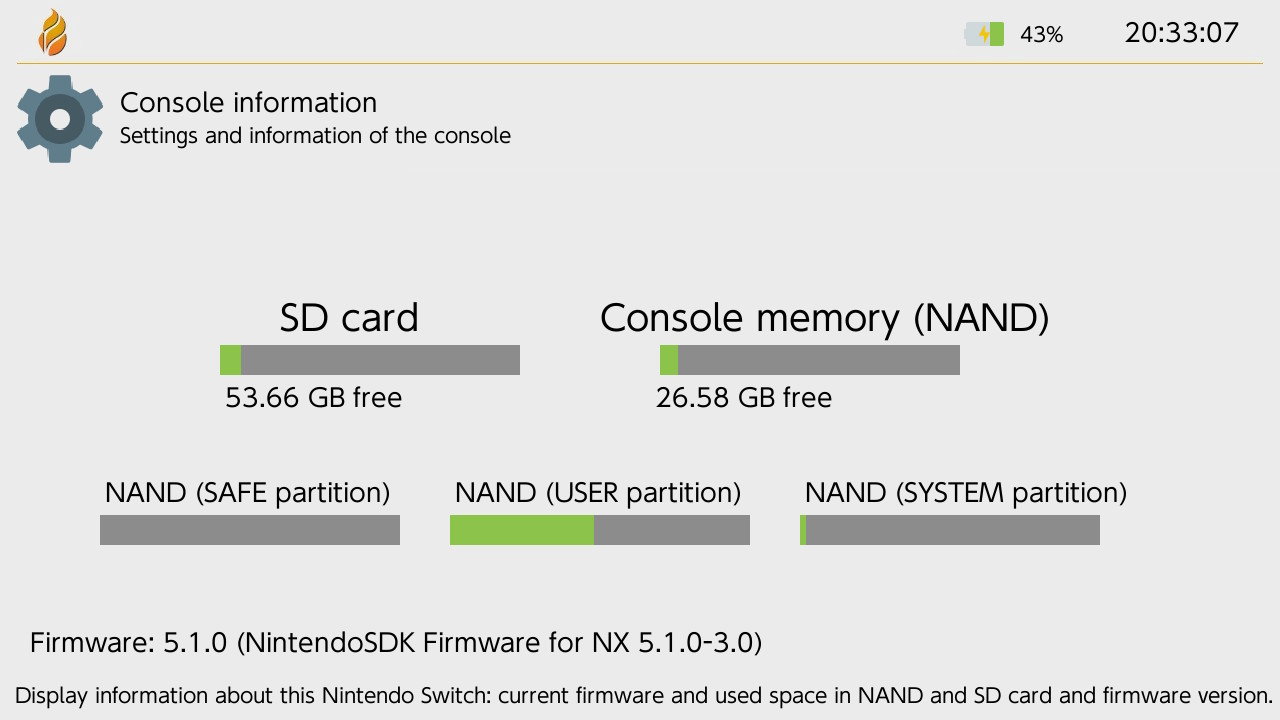 43%
20:33:07
Console information
Settings and information of the console
SD card
Console memory (NAND)
53.66 GB free
26.58 GB free
NAND (SAFE partition)
NAND (USER partition)
NAND (SYSTEM partition)
Firmware: 5.1.0 (NintendoSDK Firmware for NX 5.1.0-3.0)
Display information about this Nintendo Switch: current firmware and used space in NAND and SD card and firmware version.